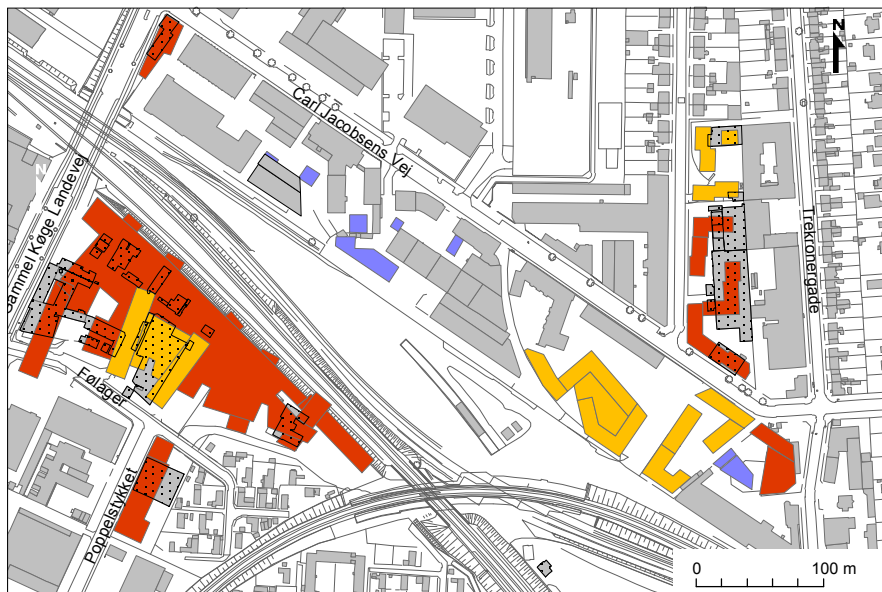 N
Carl Jacobsens Vej
Gammel Køge Landevej
Trekronergade
Følager
Poppelstykket
0 100 m